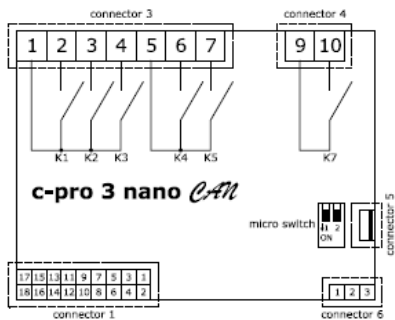 connector 3
connector 4
1 2 3 4 5 6 7
9 10
K1 K2 K3 K4 K5
K7
c-pro 3 nano CAN
micro switch
1 2
ON
connector 5
17 15 13 11 9 7 5 3 1
18 16 14 12 10 8 6 4 2
1 2 3
connector 1
connector 6